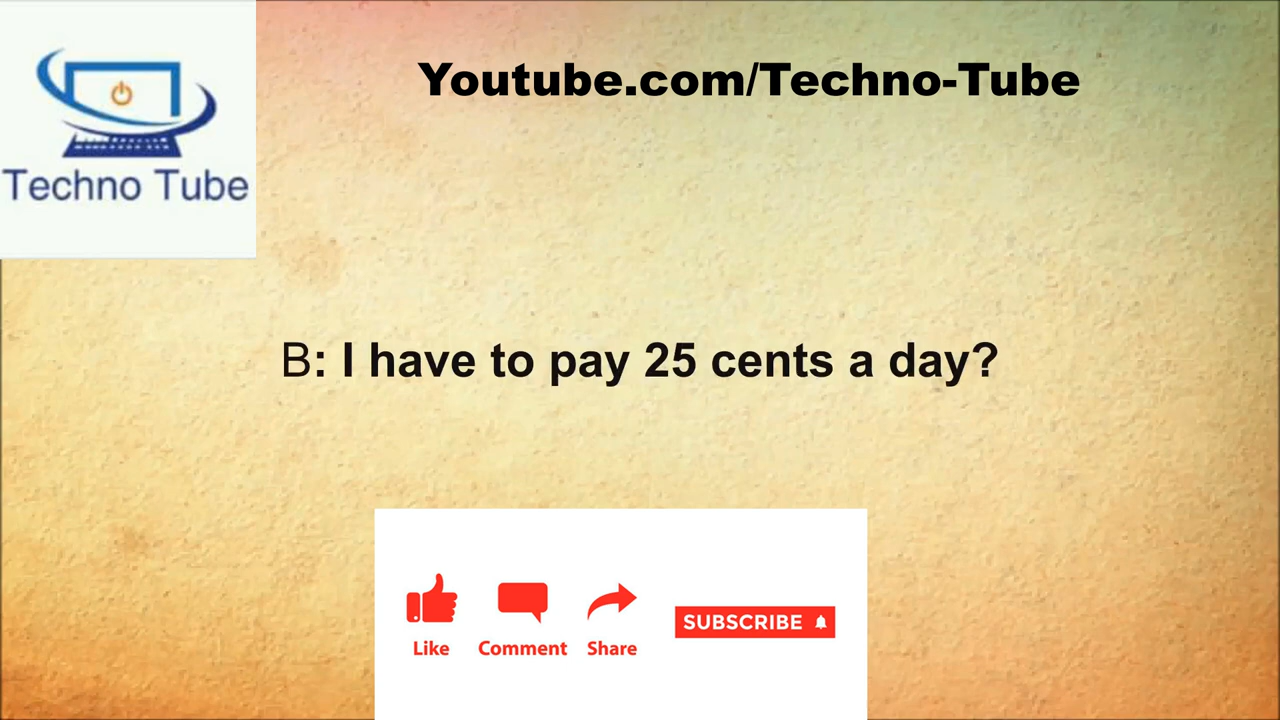 Youtube.com/Techno-Tube
Techno Tube
B: I have to pay 25 cents a day?
Like Comment Share
SUBSCRIBE